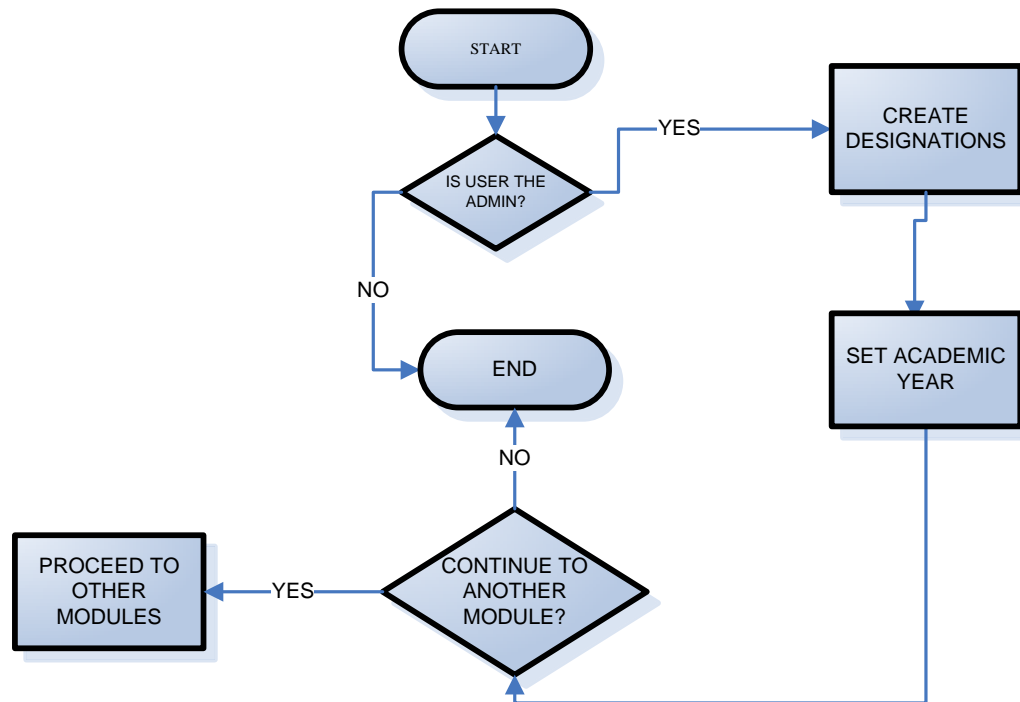 START
IS USER THE
ADMIN?
YES
CREATE
DESIGNATIONS
NO
SET ACADEMIC
YEAR
END
NO
CONTINUE TO
ANOTHER
MODULE?
YES
PROCEED TO
OTHER
MODULES